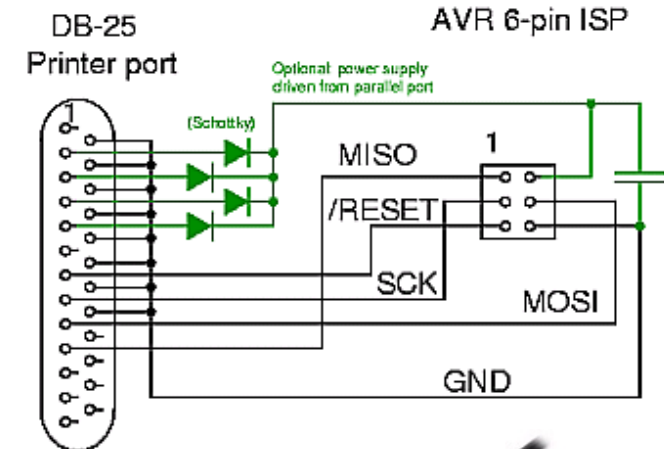 DB-25
Printer port
AVR 6-pin ISP
Optional: power supply
driven from parallel port
(Schottky)
1
1
MISO
/RESET
SCK
MOSI
GND